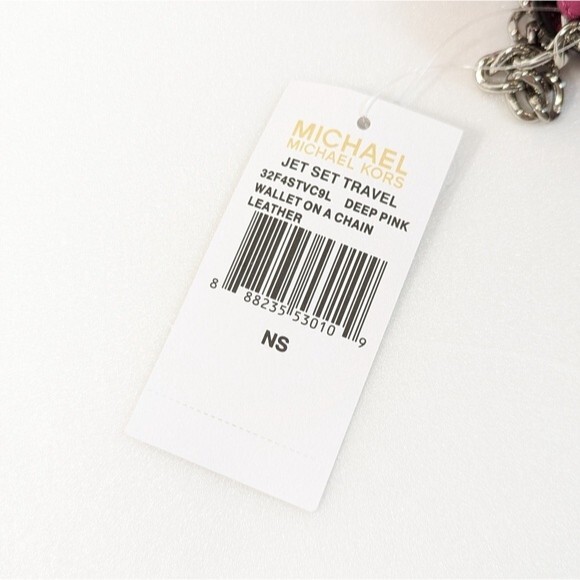 MICHAEL
MICHAEL KORS
JET SET TRAVEL
32F4STVC9L DEEP PINK
WALLET ON A CHAIN
LEATHER
8 88235 53010 9
NS